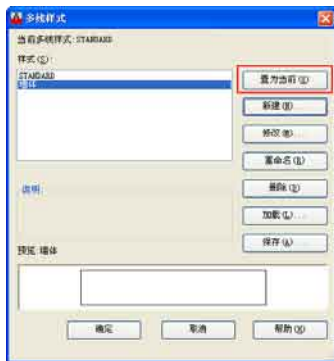 多线样式
当前多线样式: STANDARD
样式(S):
STANDARD
墙体
置为当前(U)
新建(N)...
修改(M)...
重命名(R)
说明:
删除(D)
加载(L)...
保存(A)...
预览: 墙体
确定
取消
帮助(H)